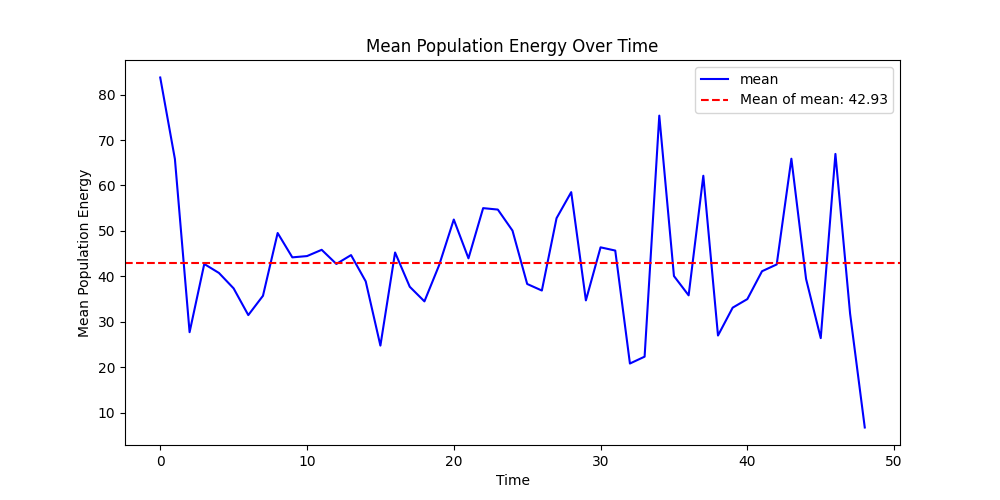 Mean Population Energy Over Time
mean
Mean of mean: 42.93
Mean Population Energy
80
70
60
50
40
30
20
10
0 10 20 30 40 50
Time